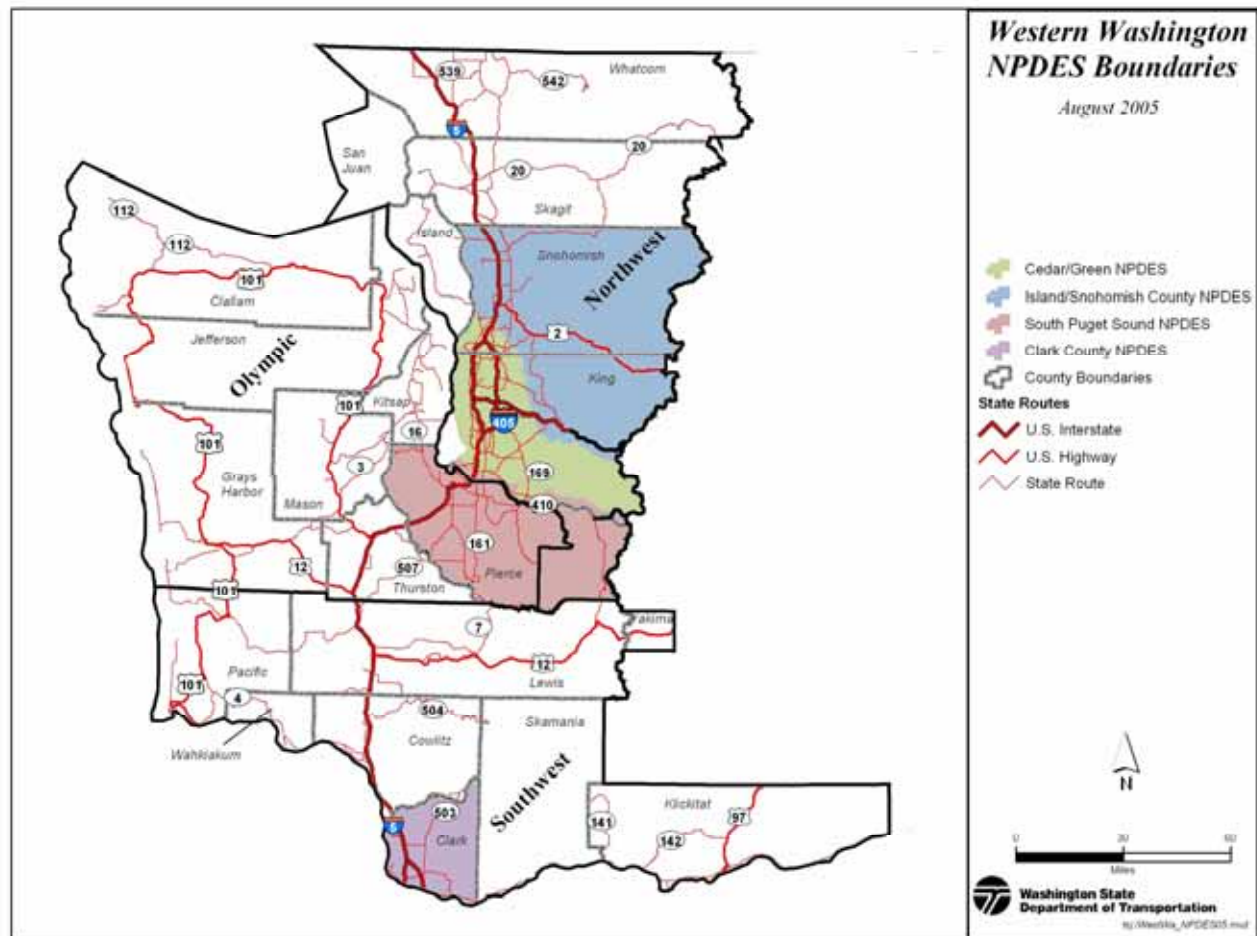 Western Washington
NPDES Boundaries
August 2005
Cedar/Green NPDES
Island/Snohomish County NPDES
South Puget Sound NPDES
Clark County NPDES
County Boundaries
State Routes
U.S. Interstate
U.S. Highway
State Route
N
0 30 60
Miles
Washington State
Department of Transportation
539
542
Whatcom
5
San
Juan
20
20
Skagit
112
112
Island
Snohomish
Northwest
101
Clallam
Jefferson
Olympic
2
King
101
Kitsap
405
16
101
3
169
Grays
Harbor
Mason
410
161
507
Pierce
12
Thurston
101
7
Yakima
12
Pacific
Lewis
101
4
504
Skamania
Cowlitz
Wahkiakum
Southwest
503
5
Clark
Klickitat
141
142
97